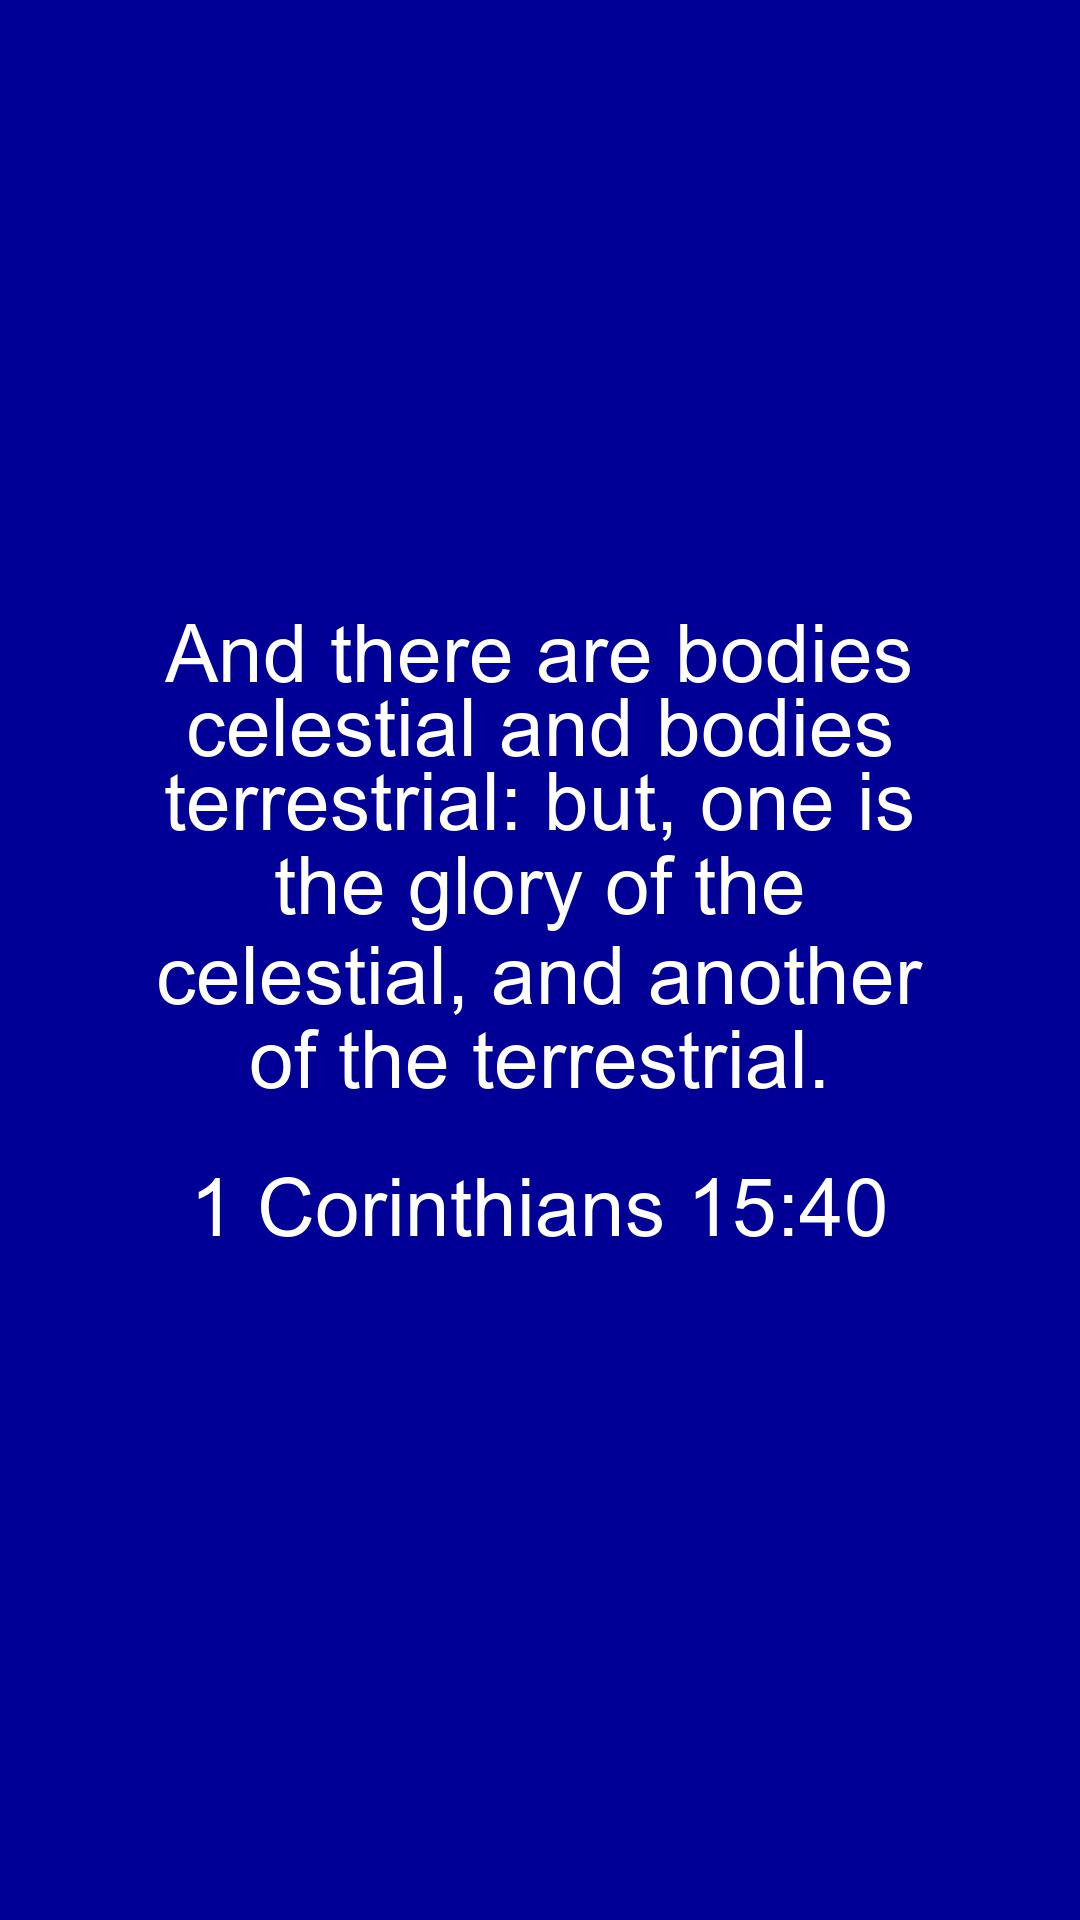 And there are bodies
celestial and bodies
terrestrial: but, one is
the glory of the
celestial, and another
of the terrestrial.
1 Corinthians 15:40